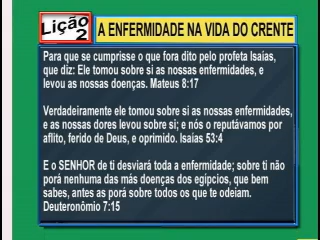 Lição
2
A ENFERMIDADE NA VIDA DO CRENTE
Para que se cumprisse o que fora dito pelo profeta Isaías,
que diz: Ele tomou sobre si as nossas enfermidades, e
levou as nossas doenças. Mateus 8:17
Verdadeiramente ele tomou sobre si as nossas enfermidades,
e as nossas dores levou sobre si; e nós o reputávamos por
aflito, ferido de Deus, e oprimido. Isaías 53:4
E o SENHOR de ti desviará toda a enfermidade; sobre ti não
porá nenhuma das más doenças dos egípcios, que bem
sabes, antes as porá sobre todos os que te odeiam.
Deuteronômio 7:15